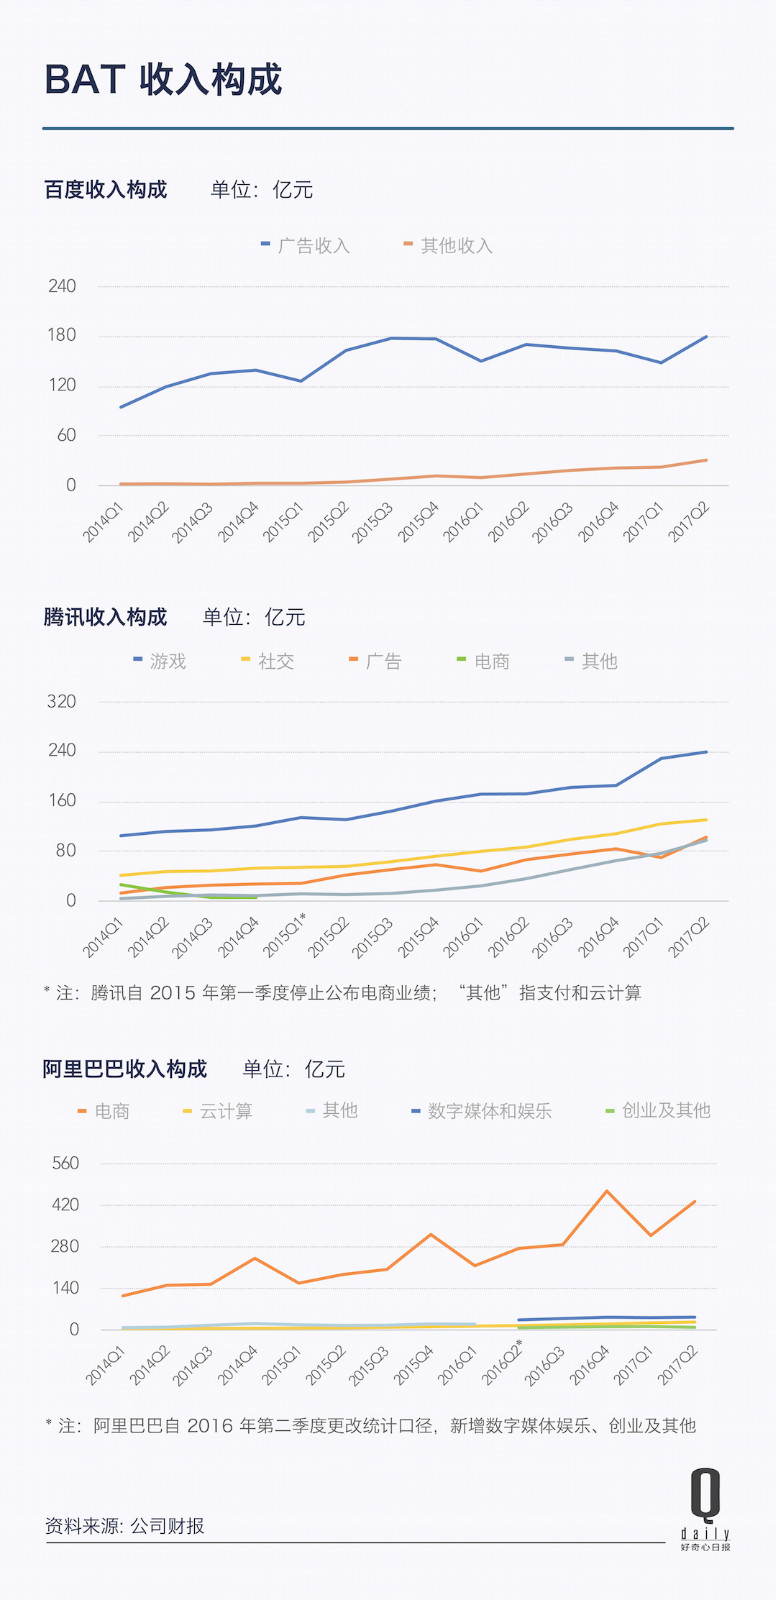 BAT 收入构成
百度收入构成 单位：亿元
广告收入 其他收入
240
180
120
60
0
2014Q1 2014Q2 2014Q3 2014Q4 2015Q1 2015Q2 2015Q3 2015Q4 2016Q1 2016Q2 2016Q3 2016Q4 2017Q1 2017Q2
腾讯收入构成 单位：亿元
游戏 社交 广告 电商 其他
320
240
160
80
0
2014Q1 2014Q2 2014Q3 2014Q4 2015Q1* 2015Q2 2015Q3 2015Q4 2016Q1 2016Q2 2016Q3 2016Q4 2017Q1 2017Q2
* 注：腾讯自 2015 年第一季度停止公布电商业绩；“其他”指支付和云计算
阿里巴巴收入构成 单位：亿元
电商 云计算 其他 数字媒体和娱乐 创业及其他
560
420
280
140
0
2014Q1 2014Q2 2014Q3 2014Q4 2015Q1 2015Q2 2015Q3 2015Q4 2016Q1 2016Q2* 2016Q3 2016Q4 2017Q1 2017Q2
* 注：阿里巴巴自 2016 年第二季度更改统计口径，新增数字媒体娱乐、创业及其他
资料来源: 公司财报
Q
daily
好奇心日报